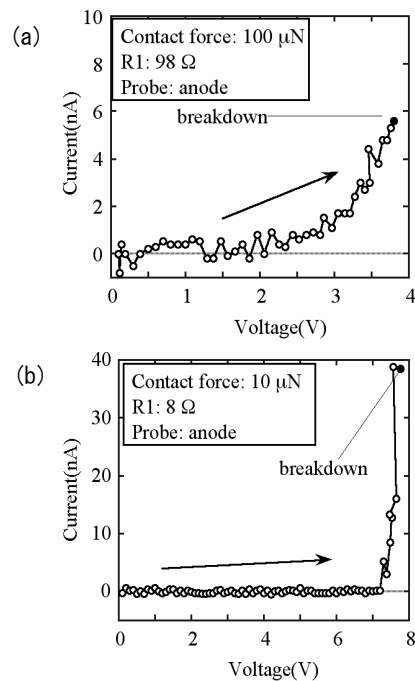 (a)
10
8
6
4
2
0
Current(nA)
Contact force: 100 μN
R1: 98 Ω
Probe: anode
breakdown
0
1
2
3
4
Voltage(V)
(b)
40
30
20
10
0
Current(nA)
Contact force: 10 μN
R1: 8 Ω
Probe: anode
breakdown
0
2
4
6
8
Voltage(V)